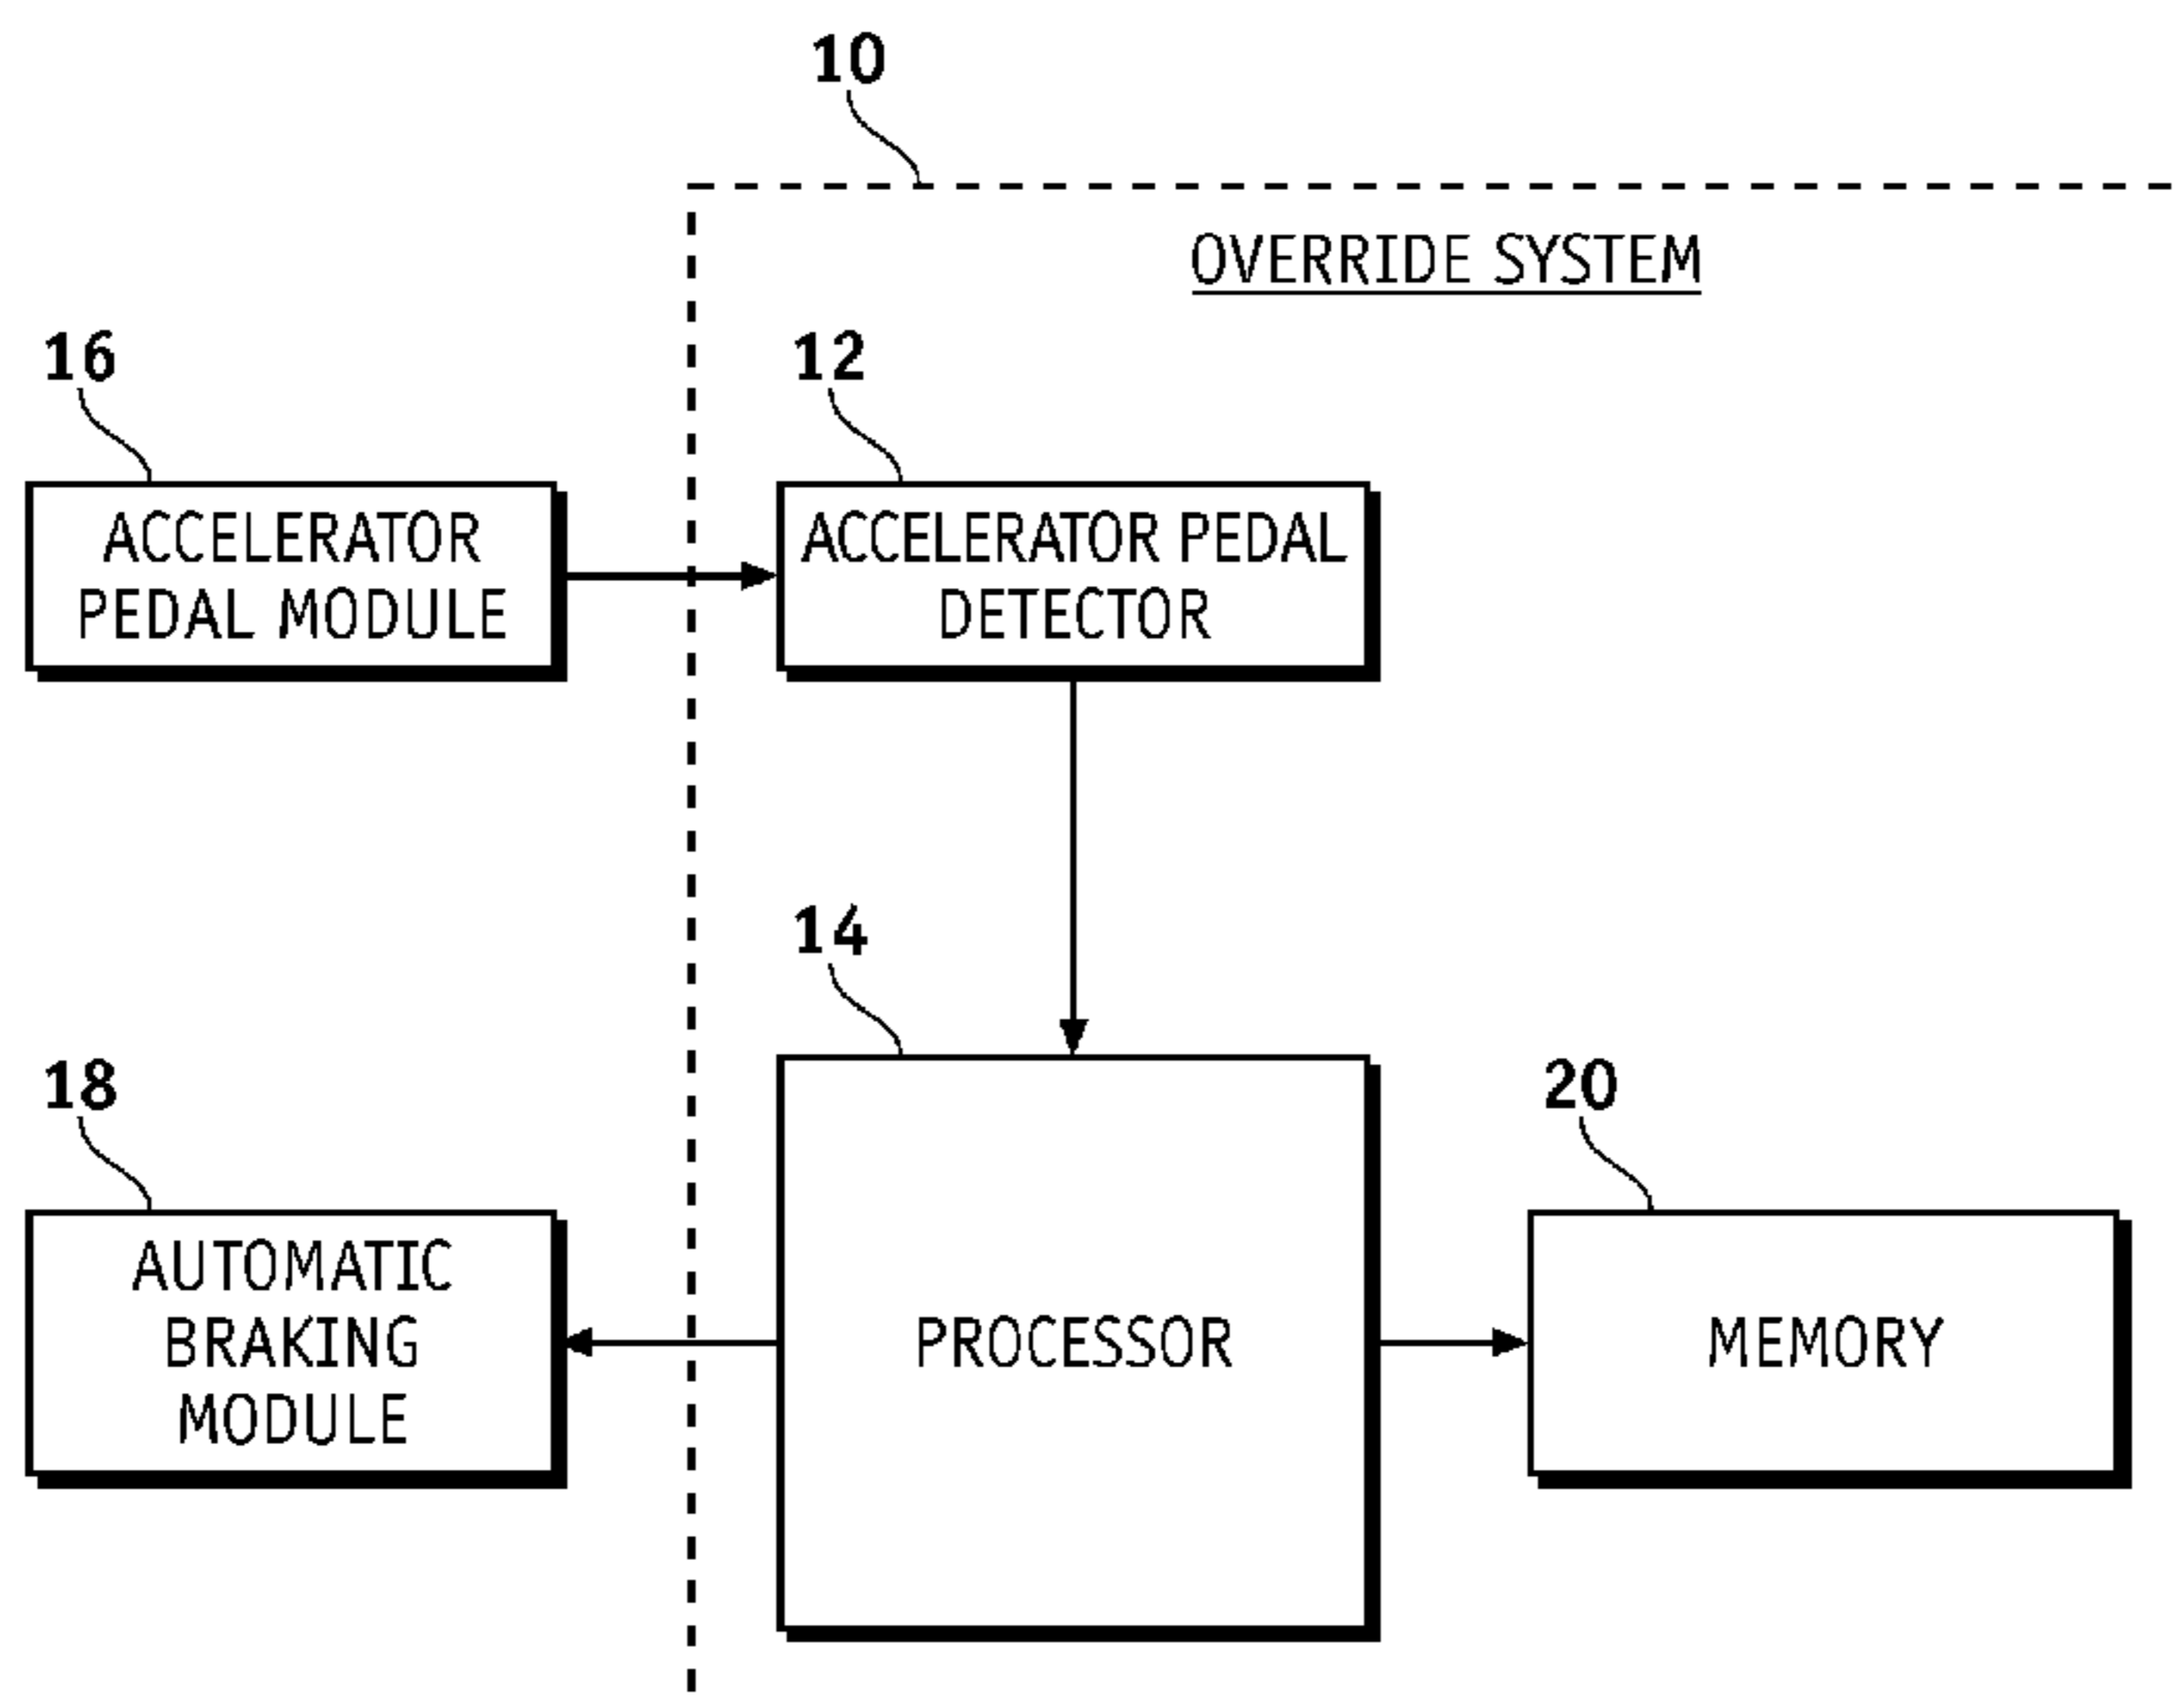 10
OVERRIDE SYSTEM
16
12
ACCELERATOR
PEDAL MODULE
ACCELERATOR PEDAL
DETECTOR
14
18
20
AUTOMATIC
BRAKING
MODULE
PROCESSOR
MEMORY